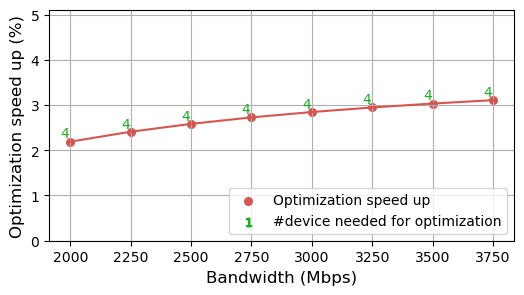 5
4
3
2
1
0
Optimization speed up (%)
4 4 4 4 4 4 4 4
Optimization speed up
1 #device needed for optimization
2000 2250 2500 2750 3000 3250 3500 3750
Bandwidth (Mbps)